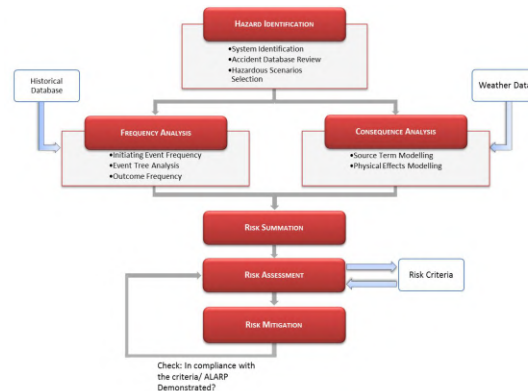 HAZARD IDENTIFICATION
•System Identification
•Accident Database Review
•Hazardous Scenarios
Selection
Historical
Database
Weather Data
FREQUENCY ANALYSIS
•Initiating Event Frequency
•Event Tree Analysis
•Outcome Frequency
CONSEQUENCE ANALYSIS
•Source Term Modelling
•Physical Effects Modelling
RISK SUMMATION
RISK ASSESSMENT
Risk Criteria
RISK MITIGATION
Check: In compliance with
the criteria/ ALARP
Demonstrated?